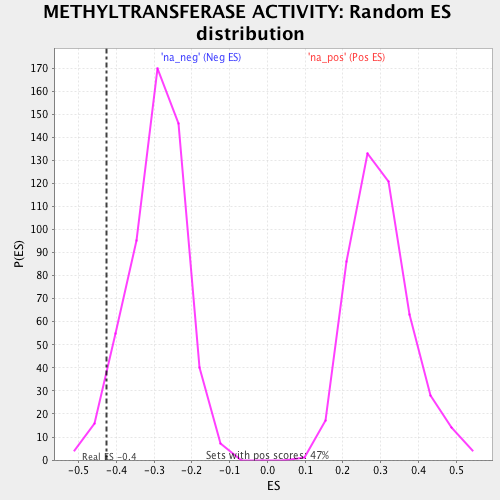 METHYLTRANSFERASE ACTIVITY: Random ES
distribution
'na_neg' (Neg ES)
'na_pos' (Pos ES)
170
160
150
140
130
120
110
100
90
80
70
60
50
40
30
20
10
0
P(ES)
Real ES -0.4
Sets with pos scores: 47%
-0.5 -0.4 -0.3 -0.2 -0.1 0.0 0.1 0.2 0.3 0.4 0.5
ES